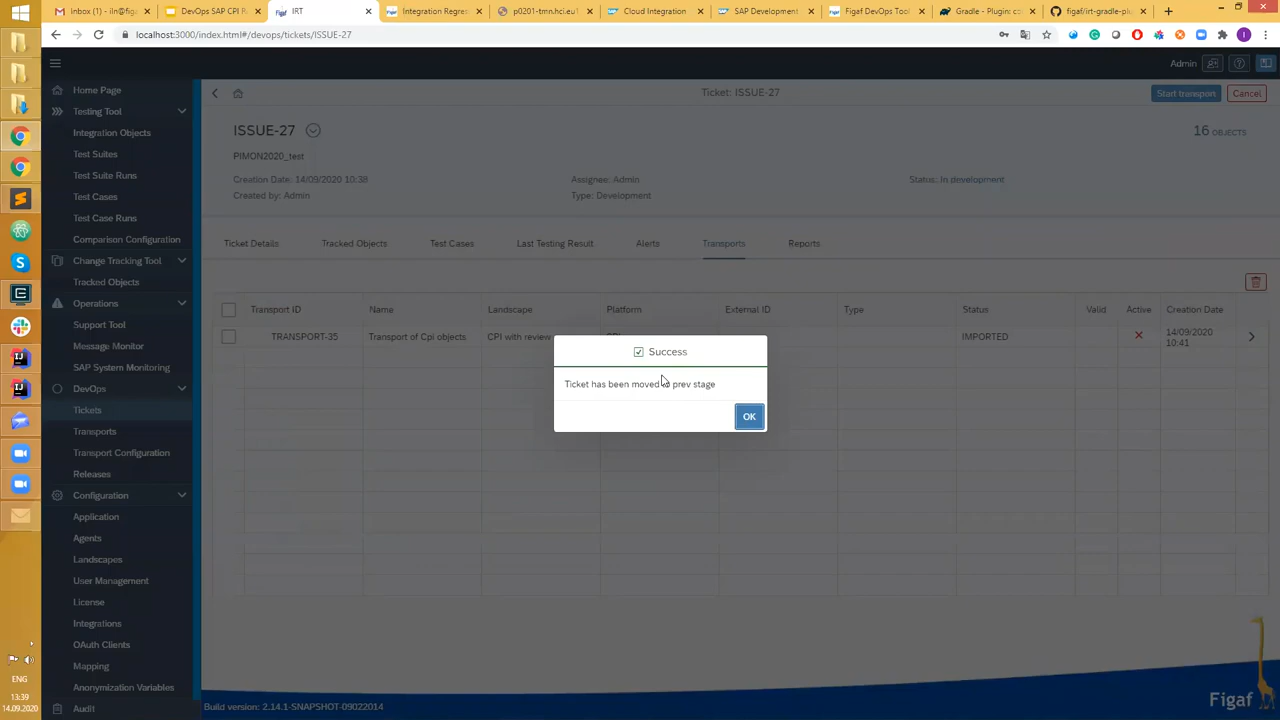 Inbox (1) - iln@figa
DevOps SAP CPI P
IRT
Integration Regre
p0201-tmn.hci.eu1
Cloud Integration
SAP Development
Figaf DevOps Tool
Gradle - Plugin: co
figaf/irt-gradle-plu
localhost:3000/index.html#/devops/tickets/ISSUE-27
Admin
Home Page
Testing Tool
Integration Objects
Test Suites
Test Suite Runs
Test Cases
Test Case Runs
Comparison Configuration
Change Tracking Tool
Tracked Objects
Operations
Support Tool
Message Monitor
SAP System Monitoring
DevOps
Tickets
Transports
Transport Configuration
Releases
Configuration
Application
Agents
Landscapes
User Management
License
Integrations
OAuth Clients
Mapping
Anonymization Variables
Audit
Ticket: ISSUE-27
Start transport
Cancel
ISSUE-27
16 OBJECTS
PIMON2020_test
Creation Date: 14/09/2020 10:38
Assignee: Admin
Status: In development
Created by: Admin
Type: Development
Ticket Details
Tracked Objects
Test Cases
Last Testing Result
Alerts
Transports
Reports
Transport ID
Name
Landscape
Platform
External ID
Type
Status
Valid
Active
Creation Date
TRANSPORT-35
Transport of Cpi objects
CPI with review
IMPORTED
14/09/2020
10:41
Success
Ticket has been moved prev stage
OK
ENG
13:39
14.09.2020
Build version: 2.14.1-SNAPSHOT-09022014
Figaf